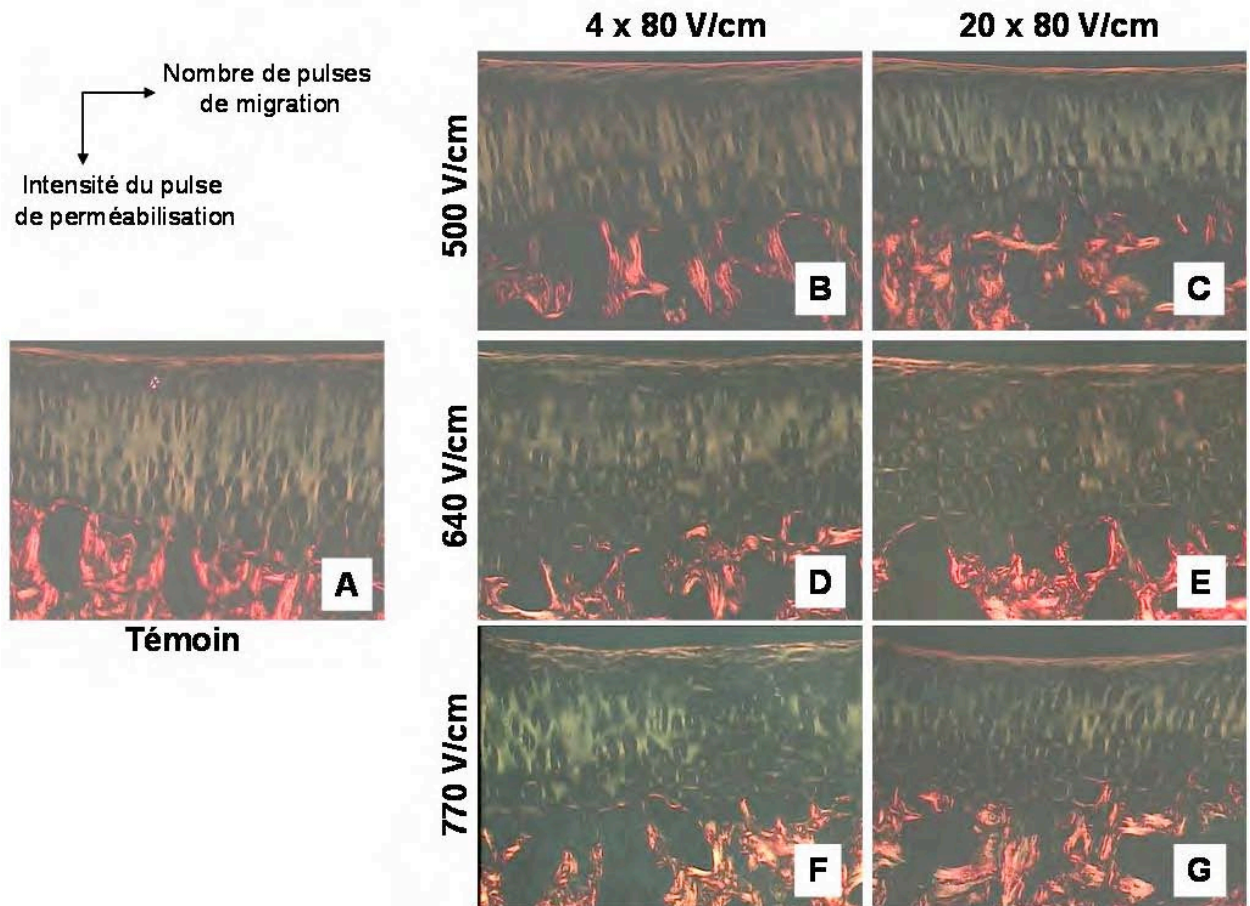 4 x 80 V/cm
20 x 80 V/cm
Nombre de pulses
de migration
Intensité du pulse
de perméabilisation
500 V/cm
B
C
640 V/cm
A
D
E
Témoin
770 V/cm
F
G